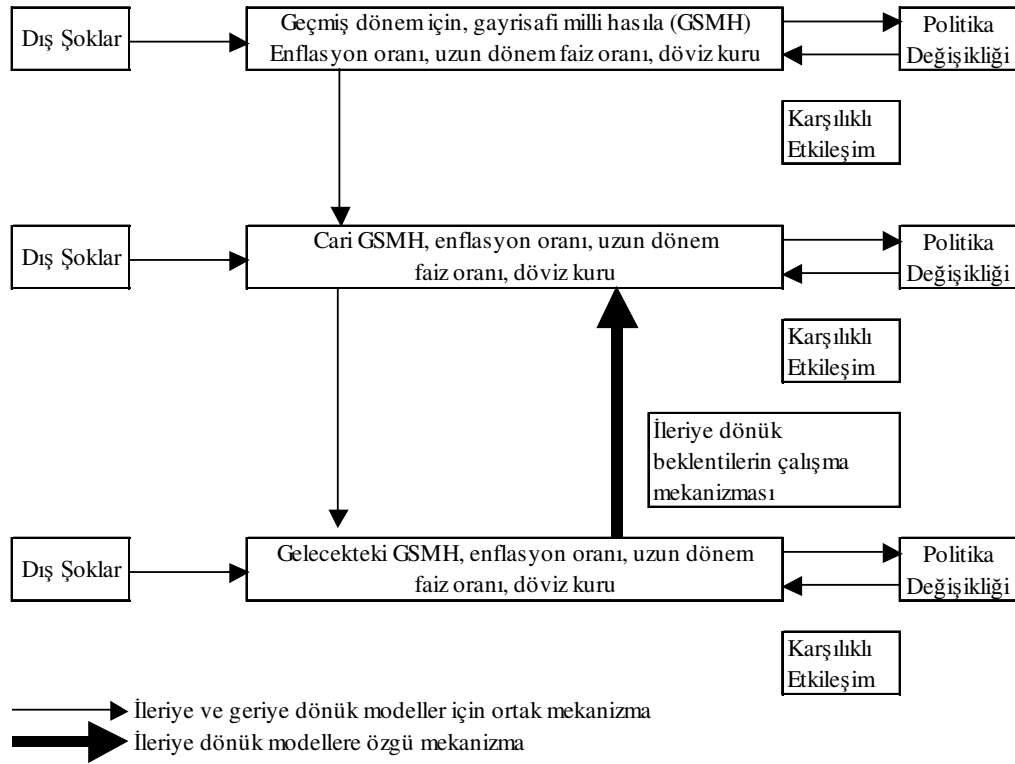 Dış Şoklar
Geçmiş dönem için, gayrisafi milli hasıla (GSMH)
Enflasyon oranı, uzun dönem faiz oranı, döviz kuru
Politika
Değişikliği
Karşılıklı
Etkileşim
Dış Şoklar
Cari GSMH, enflasyon oranı, uzun dönem
faiz oranı, döviz kuru
Politika
Değişikliği
Karşılıklı
Etkileşim
İleriye dönük
beklentilerin çalışma
mekanizması
Dış Şoklar
Gelecekteki GSMH, enflasyon oranı, uzun dönem
faiz oranı, döviz kuru
Politika
Değişikliği
Karşılıklı
Etkileşim
İleriye ve geriye dönük modeller için ortak mekanizma
İleriye dönük modellere özgü mekanizma